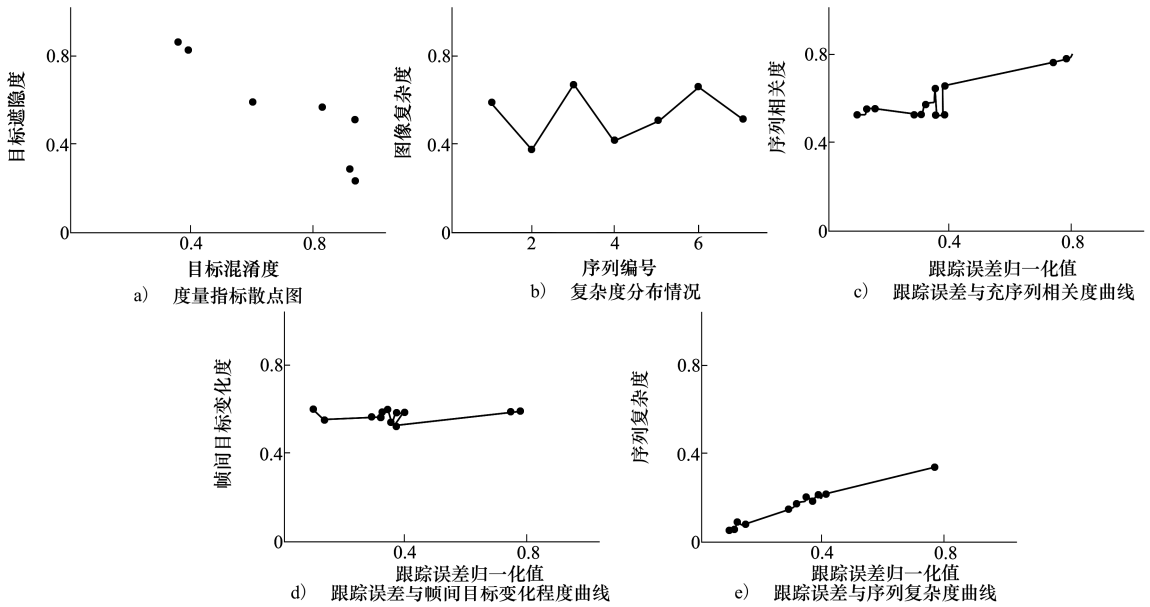 目标遮隐度
0.8
0.4
0
0.4
0.8
目标混淆度
a) 度量指标散点图
图像复杂度
0.8
0.4
0
2
4
6
序列编号
b) 复杂度分布情况
序列相关度
0.8
0.4
0
0.4
0.8
跟踪误差归一化值
c) 跟踪误差与充序列相关度曲线
帧间目标变化度
0.8
0.4
0
0.4
0.8
跟踪误差归一化值
d) 跟踪误差与帧间目标变化程度曲线
序列复杂度
0.8
0.4
0
0.4
0.8
跟踪误差归一化值
e) 跟踪误差与序列复杂度曲线